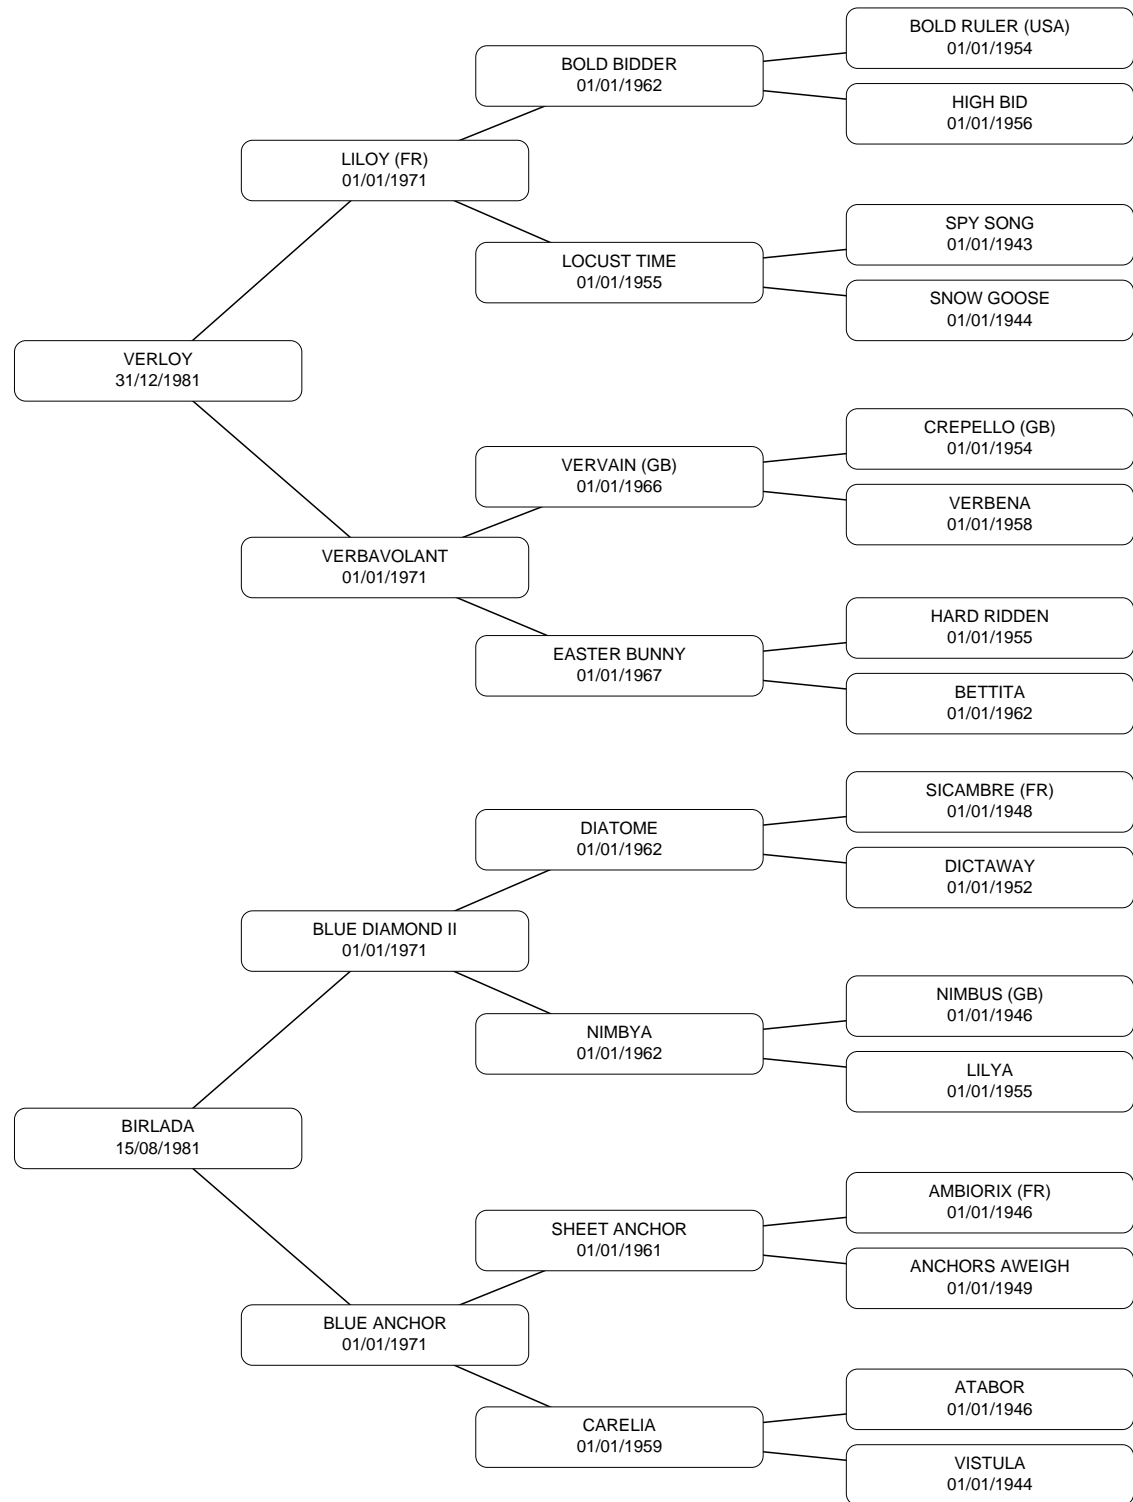 BOLD RULER (USA)
01/01/1954
BOLD BIDDER
01/01/1962
HIGH BID
01/01/1956
LILOY (FR)
01/01/1971
SPY SONG
01/01/1943
LOCUST TIME
01/01/1955
SNOW GOOSE
01/01/1944
VERLOY
31/12/1981
CREPELLO (GB)
01/01/1954
VERVAIN (GB)
01/01/1966
VERBENA
01/01/1958
VERBAVOLANT
01/01/1971
HARD RIDDEN
01/01/1955
EASTER BUNNY
01/01/1967
BETTITA
01/01/1962
SICAMBRE (FR)
01/01/1948
DIATOME
01/01/1962
DICTAWAY
01/01/1952
BLUE DIAMOND II
01/01/1971
NIMBUS (GB)
01/01/1946
NIMBYA
01/01/1962
LILYA
01/01/1955
BIRLADA
15/08/1981
AMBIORIX (FR)
01/01/1946
SHEET ANCHOR
01/01/1961
ANCHORS AWEIGH
01/01/1949
BLUE ANCHOR
01/01/1971
ATABOR
01/01/1946
CARELIA
01/01/1959
VISTULA
01/01/1944